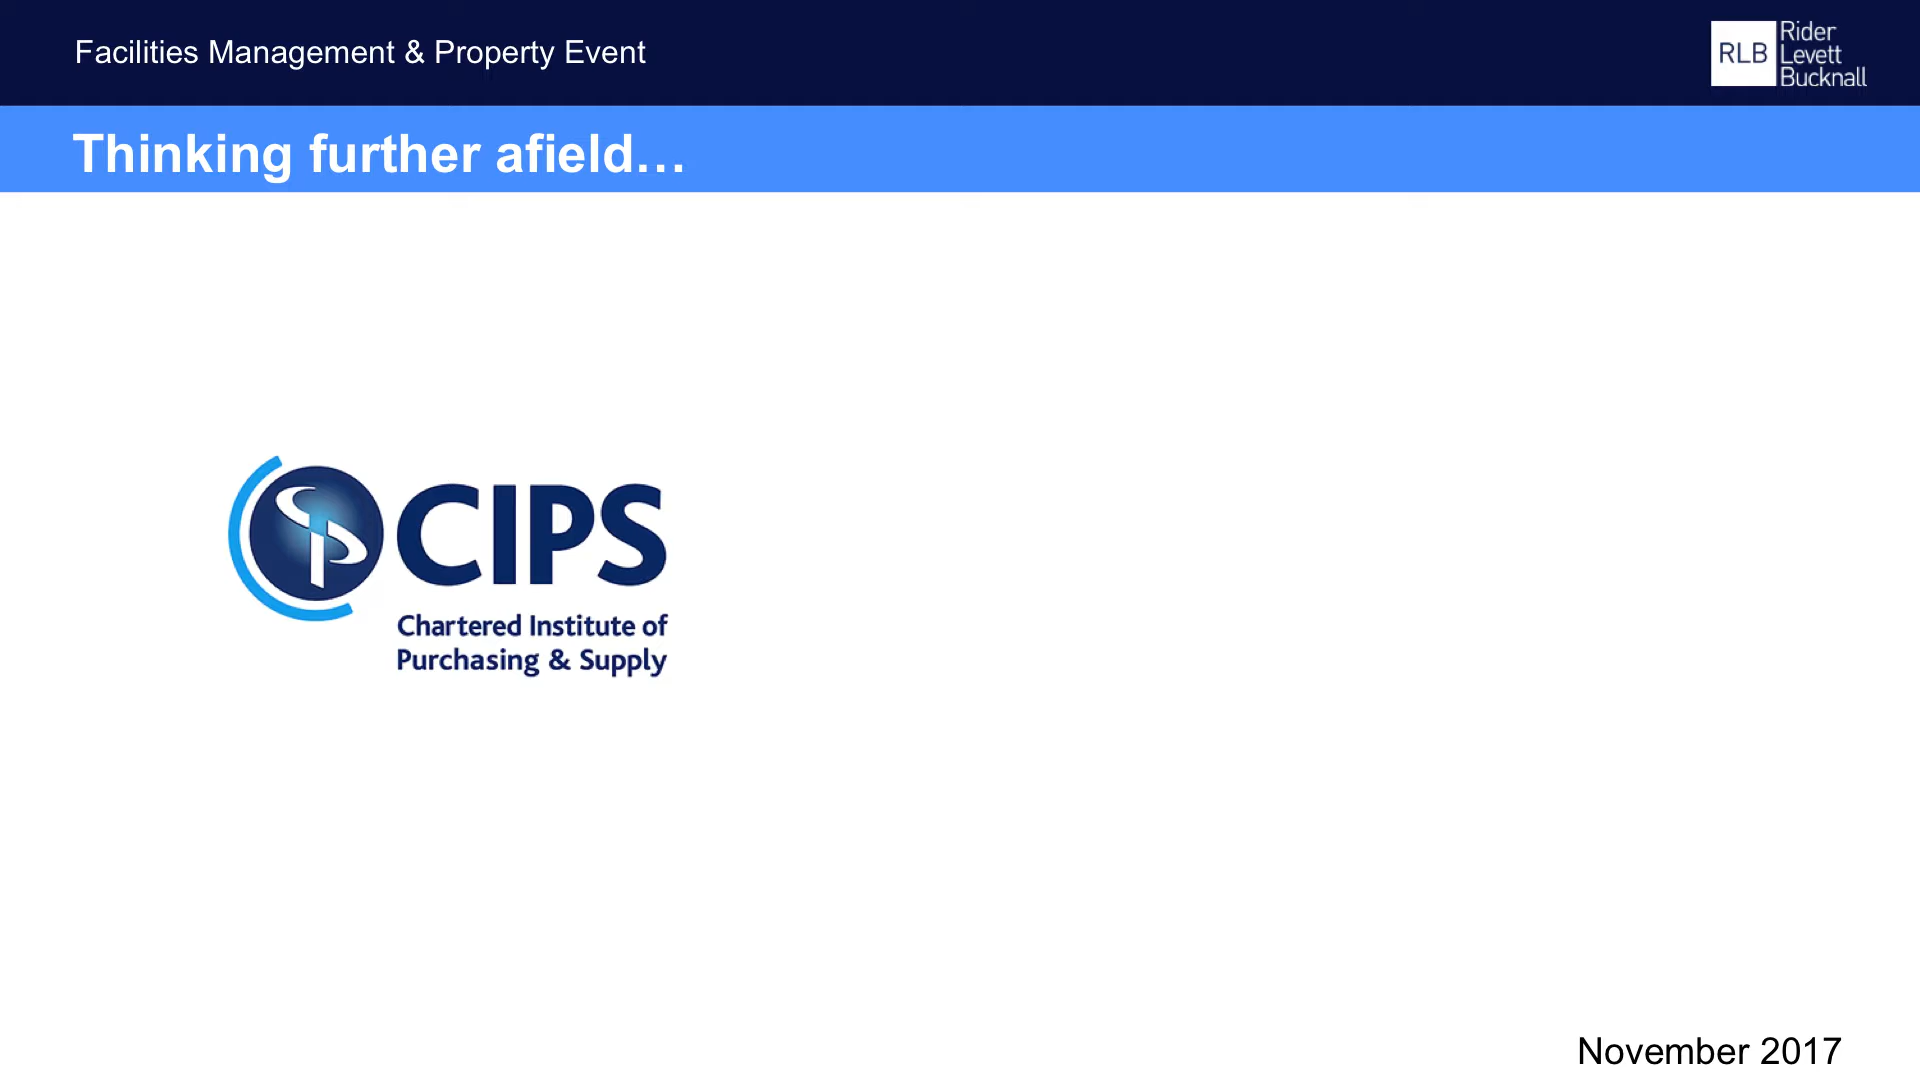 Facilities Management & Property Event
RLB
Rider
Levett
Bucknall
Thinking further afield…
CIPS
Chartered Institute of
Purchasing & Supply
November 2017